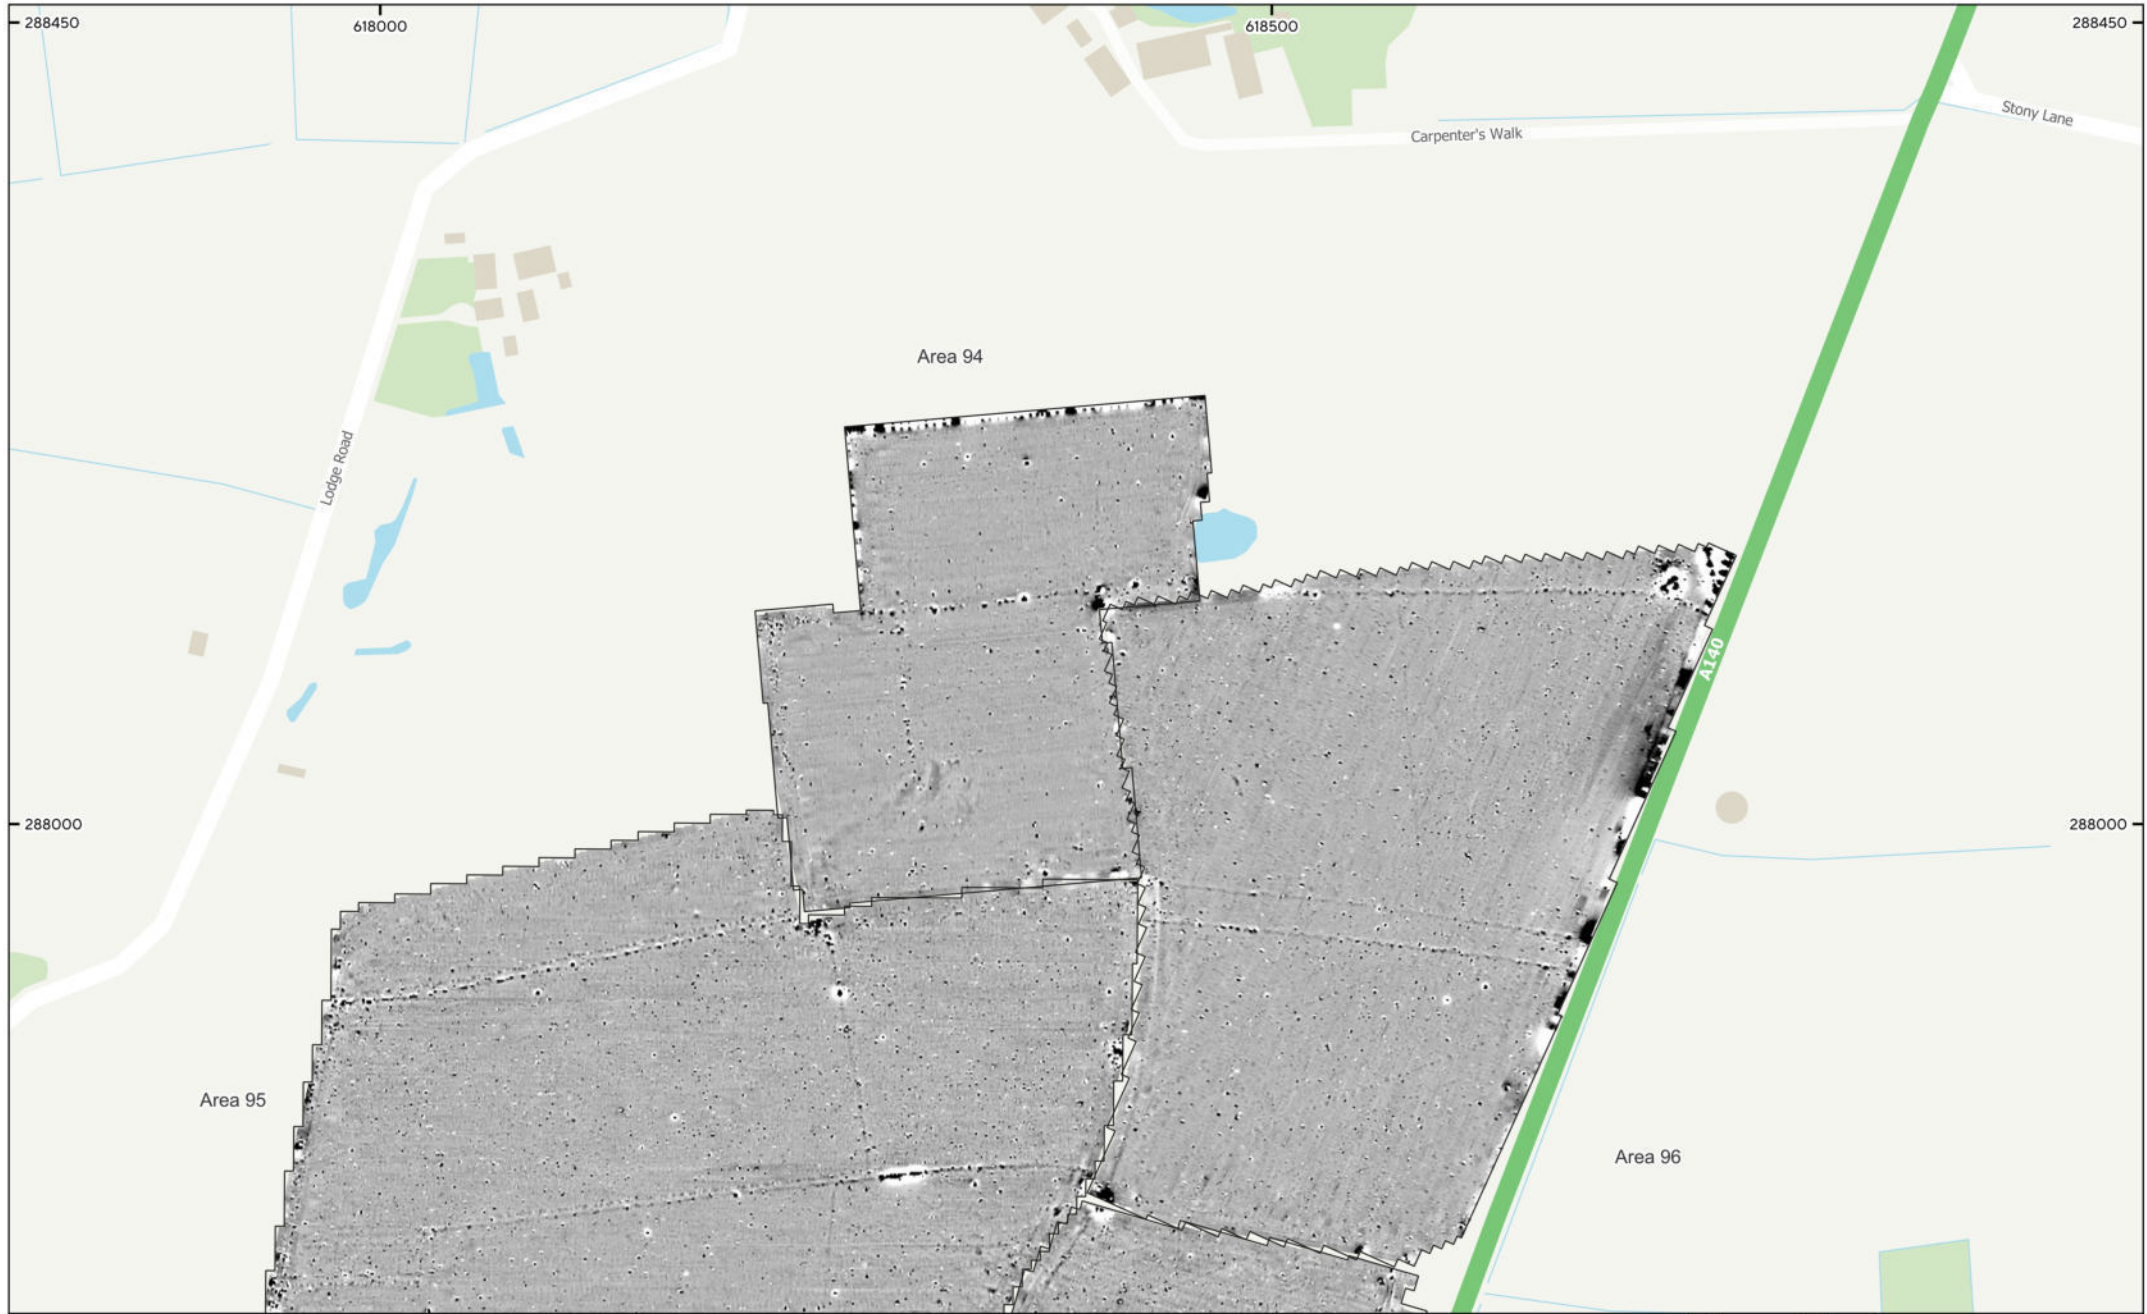 288450
618000
618500
288450
Stony Lane
Carpenter's Walk
Area 94
Lodge Road
A140
288000
288000
Area 95
Area 96